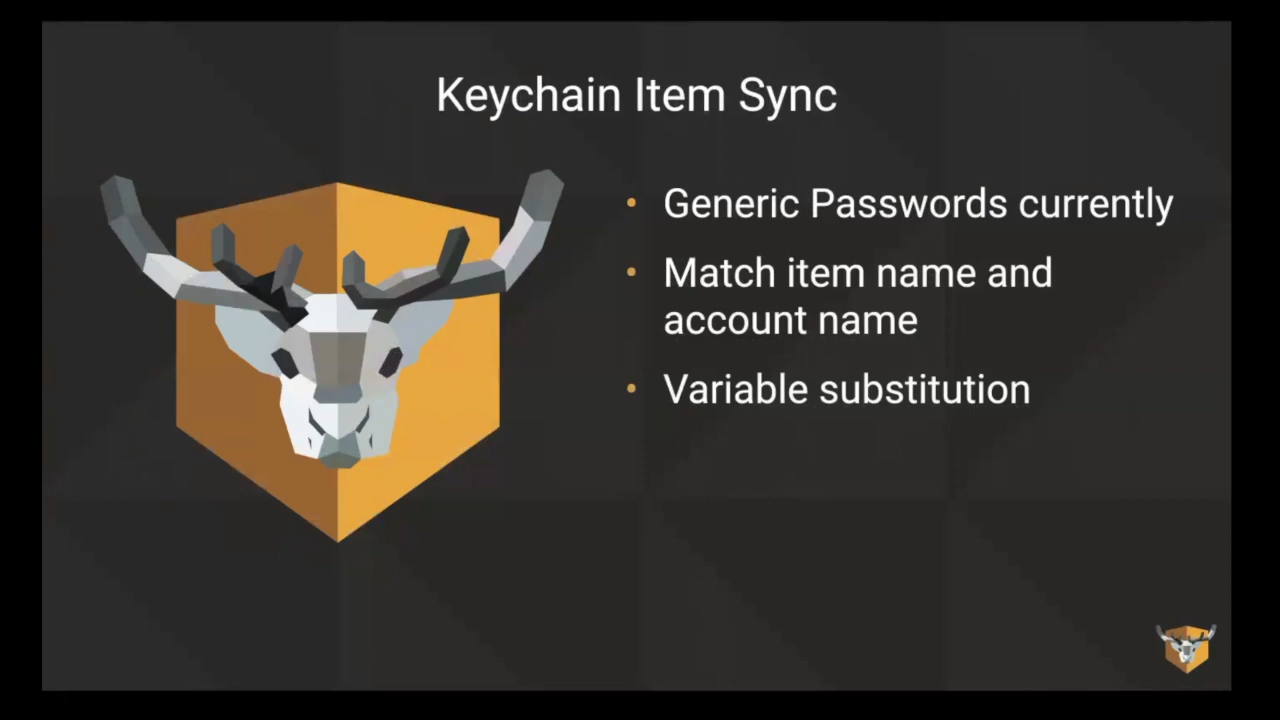 Keychain Item Sync
• Generic Passwords currently
• Match item name and
account name
• Variable substitution